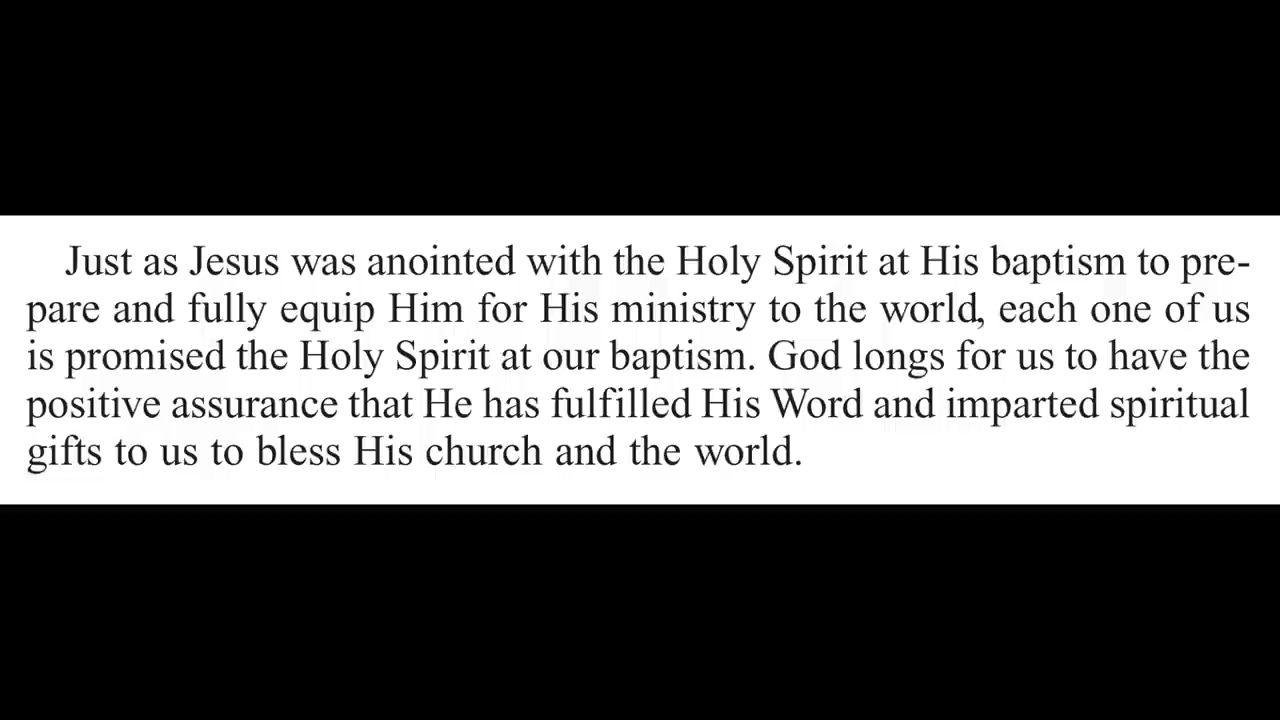 Just as Jesus was anointed with the Holy Spirit at His baptism to pre-
pare and fully equip Him for His ministry to the world, each one of us
is promised the Holy Spirit at our baptism. God longs for us to have the
positive assurance that He has fulfilled His Word and imparted spiritual
gifts to us to bless His church and the world.